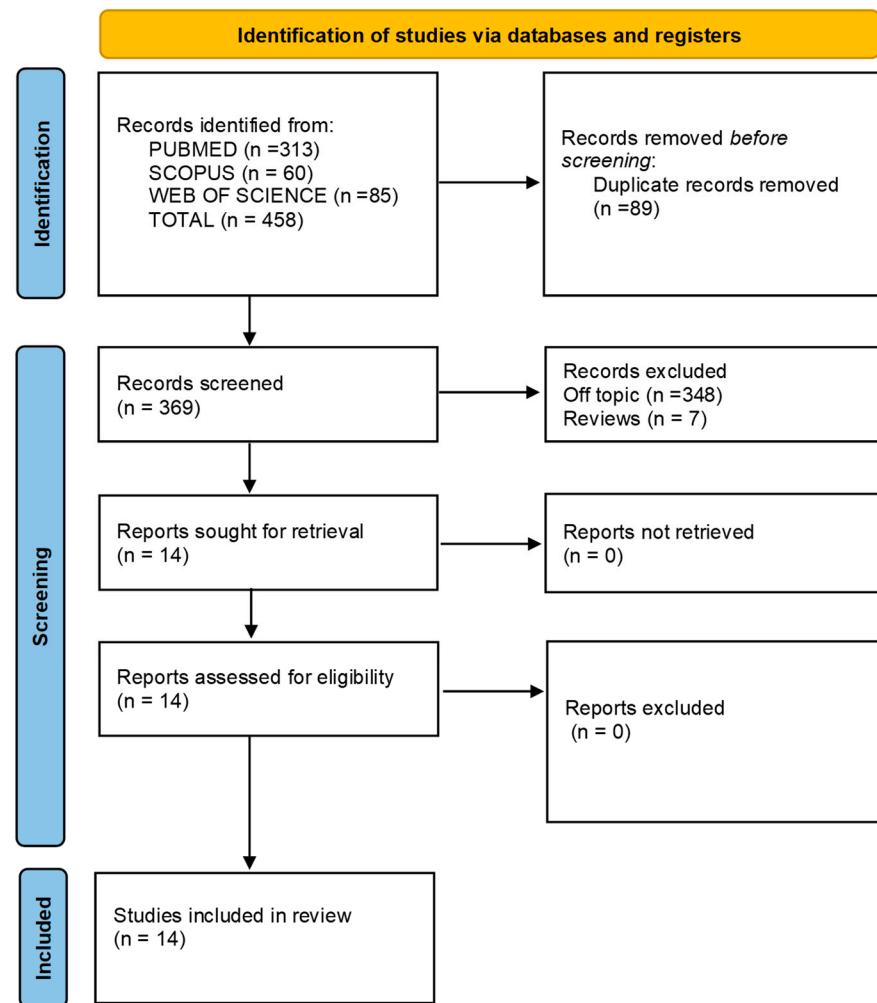 Identification of studies via databases and registers
Identification
Records identified from:
PUBMED (n =313)
SCOPUS (n = 60)
WEB OF SCIENCE (n =85)
TOTAL (n = 458)
Records removed before
screening:
Duplicate records removed
(n =89)
Screening
Records screened
(n = 369)
Records excluded
Off topic (n =348)
Reviews (n = 7)
Reports sought for retrieval
(n = 14)
Reports not retrieved
(n = 0)
Reports assessed for eligibility
(n = 14)
Reports excluded
(n = 0)
Included
Studies included in review
(n = 14)